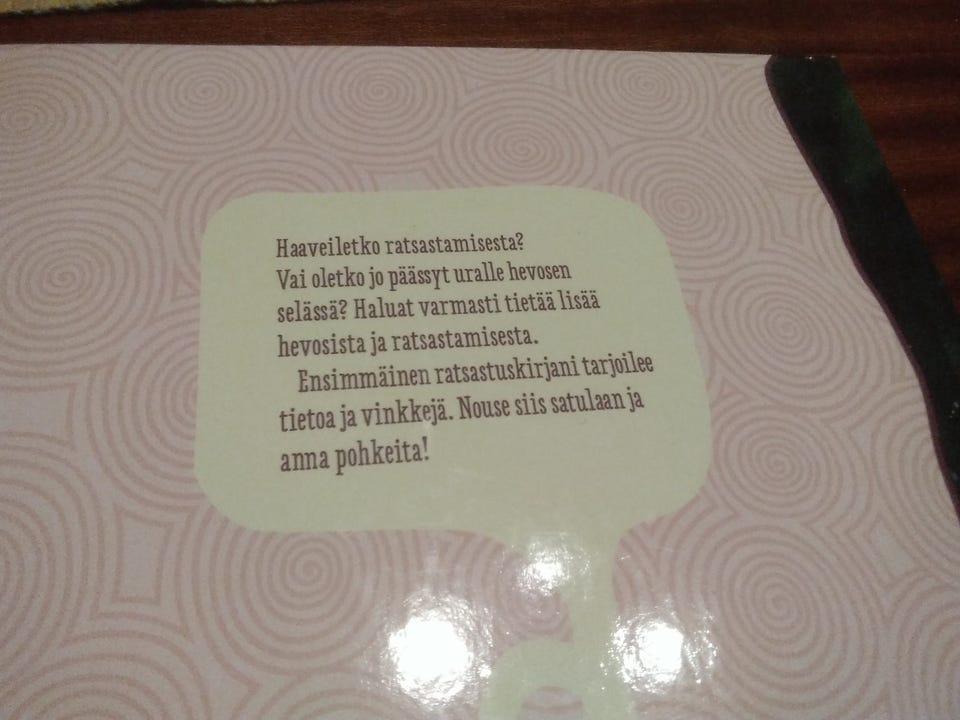 Haaveiletko ratsastamisesta?
Vai oletko jo päässyt uralle hevosen
selässä? Haluat varmasti tietää lisää
hevosista ja ratsastamisesta.
Ensimmäinen ratsastuskirjani tarjoilee
tietoa ja vinkkejä. Nouse siis satulaan ja
anna pohkeita!